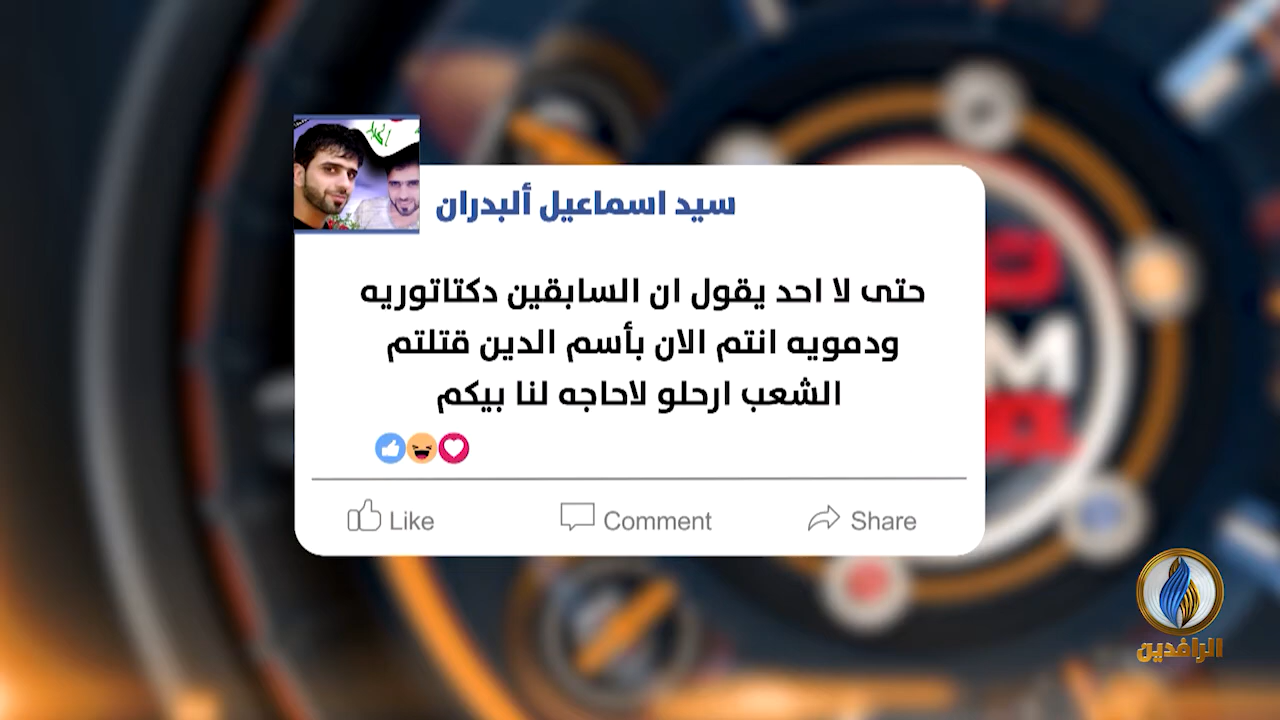 سيد اسماعيل ألبدران
حتى لا احد يقول ان السابقين دكتاتوريه
ودمويه انتم الان بأسم الدين قتلتم
الشعب ارحلو لاحاجه لنا بيكم
Like
Comment
Share
الرافدين